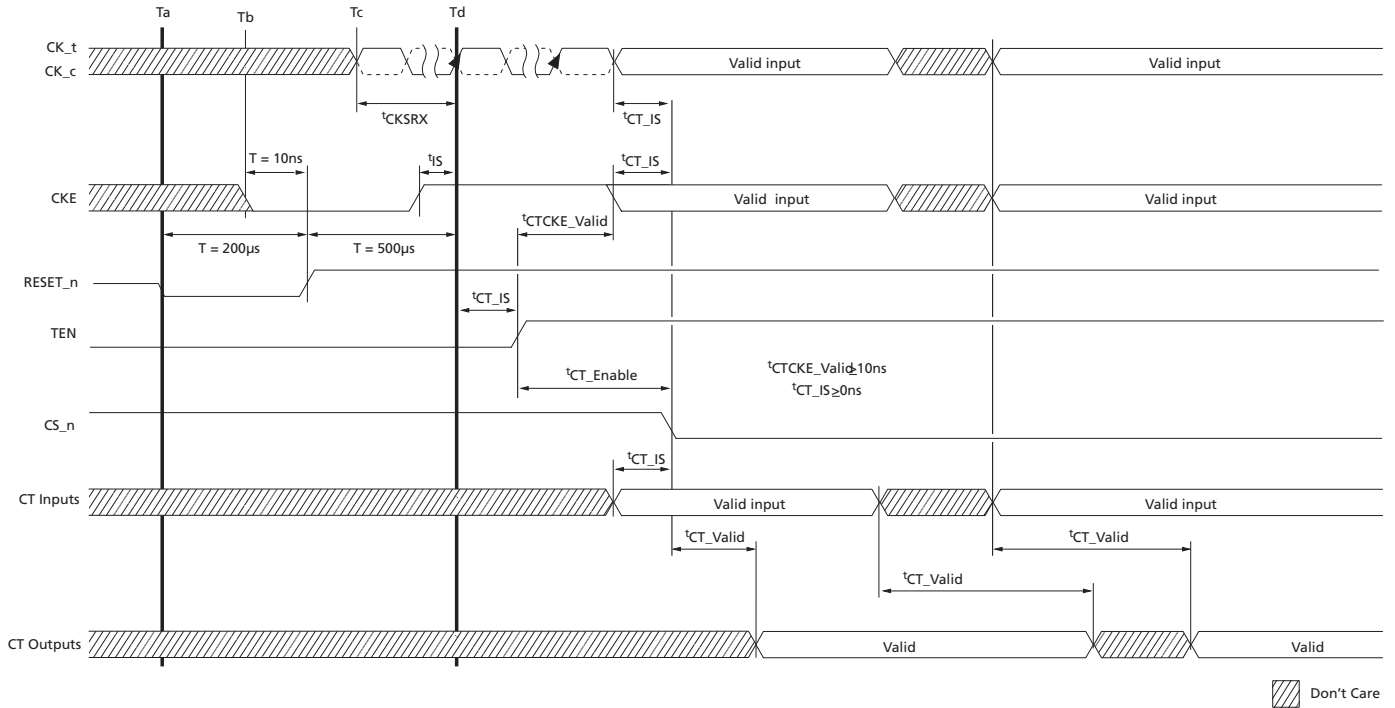 Ta Tb Tc Td
CK_t
CK_c
Valid input
Valid input
tCKSRX
tCT_IS
T = 10ns
tIS
tCT_IS
CKE
Valid input
Valid input
tCTCKE_Valid
T = 200µs
T = 500µs
RESET_n
tCT_IS
TEN
tCT_Enable
tCTCKE_Valid≥10ns
tCT_IS≥0ns
CS_n
tCT_IS
CT Inputs
Valid input
Valid input
tCT_Valid
tCT_Valid
tCT_Valid
CT Outputs
Valid
Valid
Don't Care